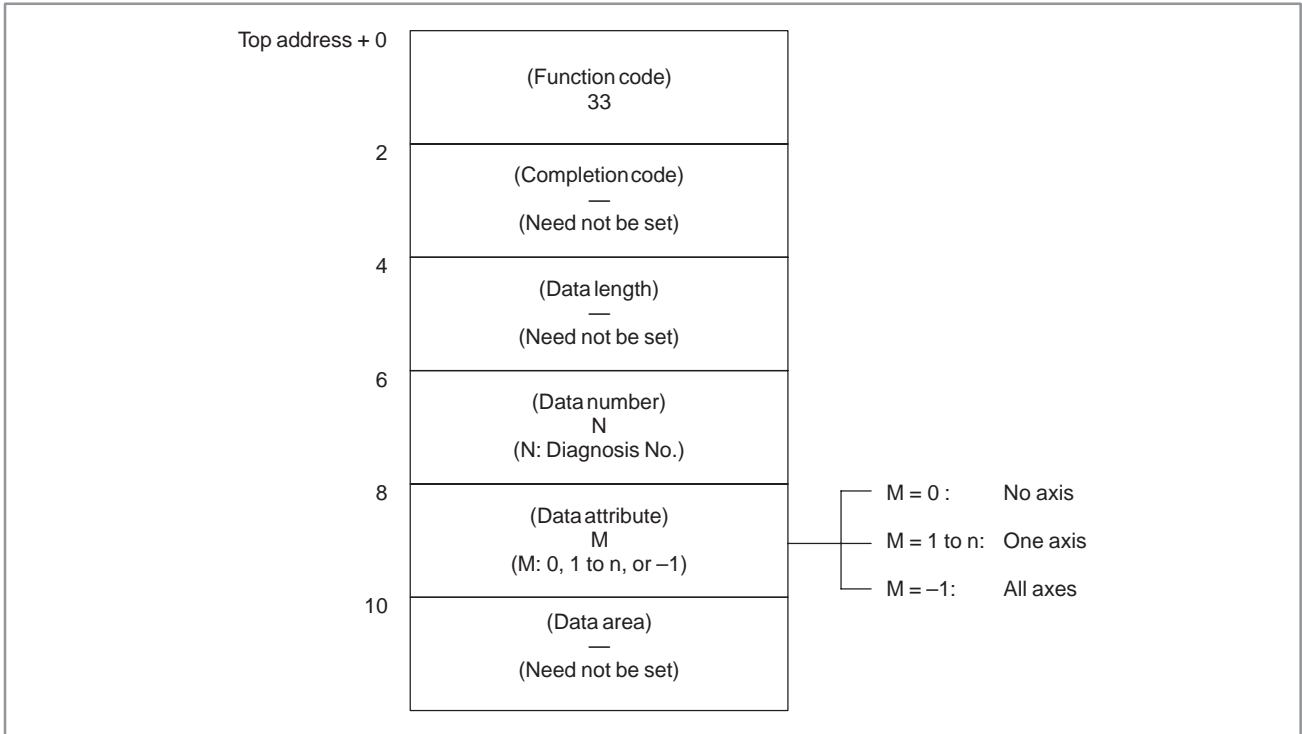 Top address + 0
(Function code)
33
2
(Completion code)
—
(Need not be set)
4
(Data length)
—
(Need not be set)
6
(Data number)
N
(N: Diagnosis No.)
8
(Data attribute)
M
(M: 0, 1 to n, or –1)
M = 0 : No axis
M = 1 to n: One axis
M = –1: All axes
10
(Data area)
—
(Need not be set)